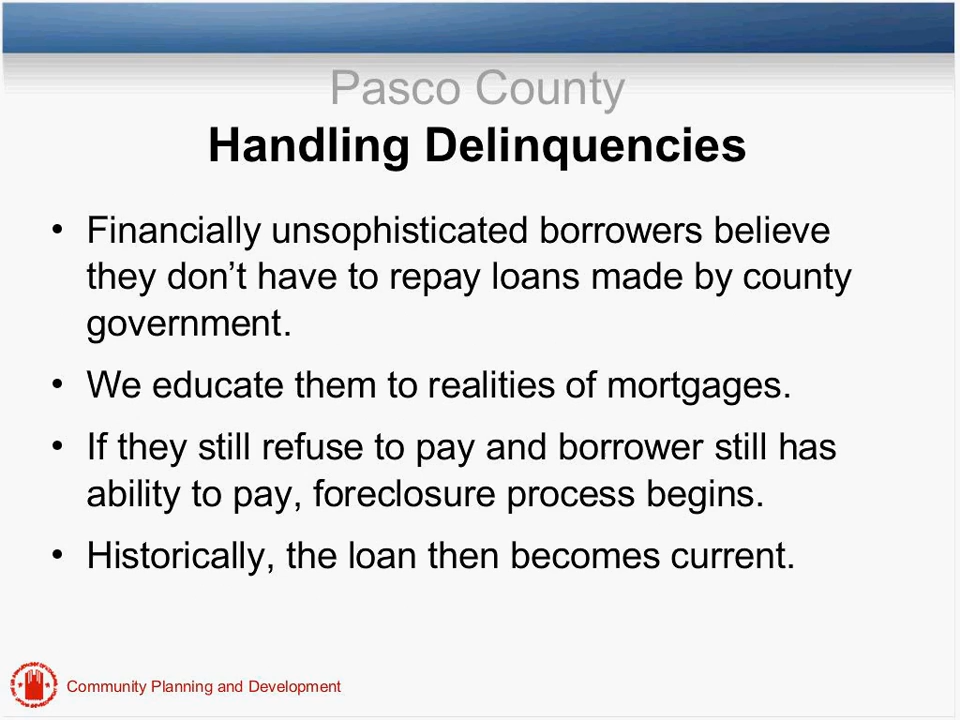 Pasco County
Handling Delinquencies
• Financially unsophisticated borrowers believe
they don’t have to repay loans made by county
government.
• We educate them to realities of mortgages.
• If they still refuse to pay and borrower still has
ability to pay, foreclosure process begins.
• Historically, the loan then becomes current.
Community Planning and Development